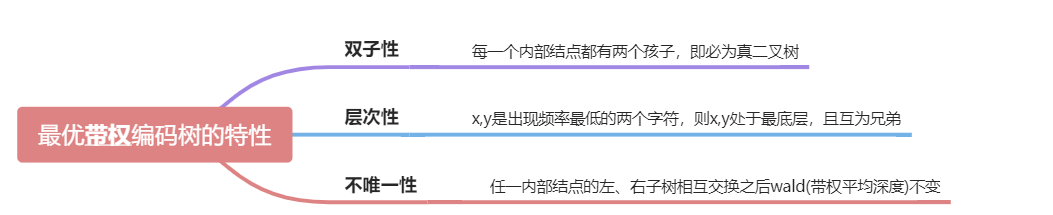 最优带权编码树的特性
双子性
每一个内部结点都有两个孩子，即必为真二叉树
层次性
x,y是出现频率最低的两个字符，则x,y处于最底层，且互为兄弟
不唯一性
任一内部结点的左、右子树相互交换之后wald(带权平均深度)不变